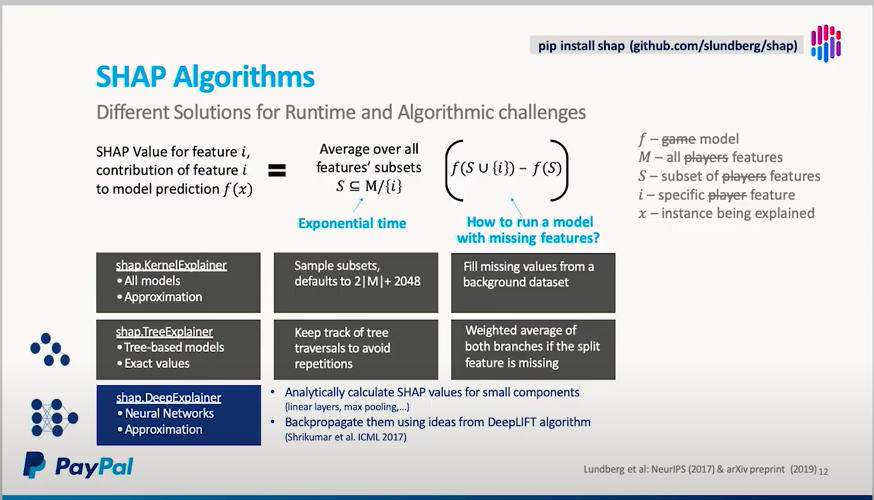 pip install shap (github.com/slundberg/shap)
SHAP Algorithms
Different Solutions for Runtime and Algorithmic challenges
SHAP Value for feature i,
contribution of feature i
to model prediction f(x)
=
Average over all
features' subsets
S ⊆ M/{i}
(f(S ∪ {i}) – f(S))
Exponential time
How to run a model
with missing features?
f – game model
M – all players features
S – subset of players features
i – specific player feature
x – instance being explained
shap.KernelExplainer
• All models
• Approximation
Sample subsets,
defaults to 2|M|+ 2048
Fill missing values from a
background dataset
shap.TreeExplainer
• Tree-based models
• Exact values
Keep track of tree
traversals to avoid
repetitions
Weighted average of
both branches if the split
feature is missing
shap.DeepExplainer
• Neural Networks
• Approximation
• Analytically calculate SHAP values for small components
(linear layers, max pooling,...)
• Backpropagate them using ideas from DeepLIFT algorithm
(Shrikumar et al. ICML 2017)
PayPal
Lundberg et al: NeurIPS (2017) & arXiv preprint (2019) 12